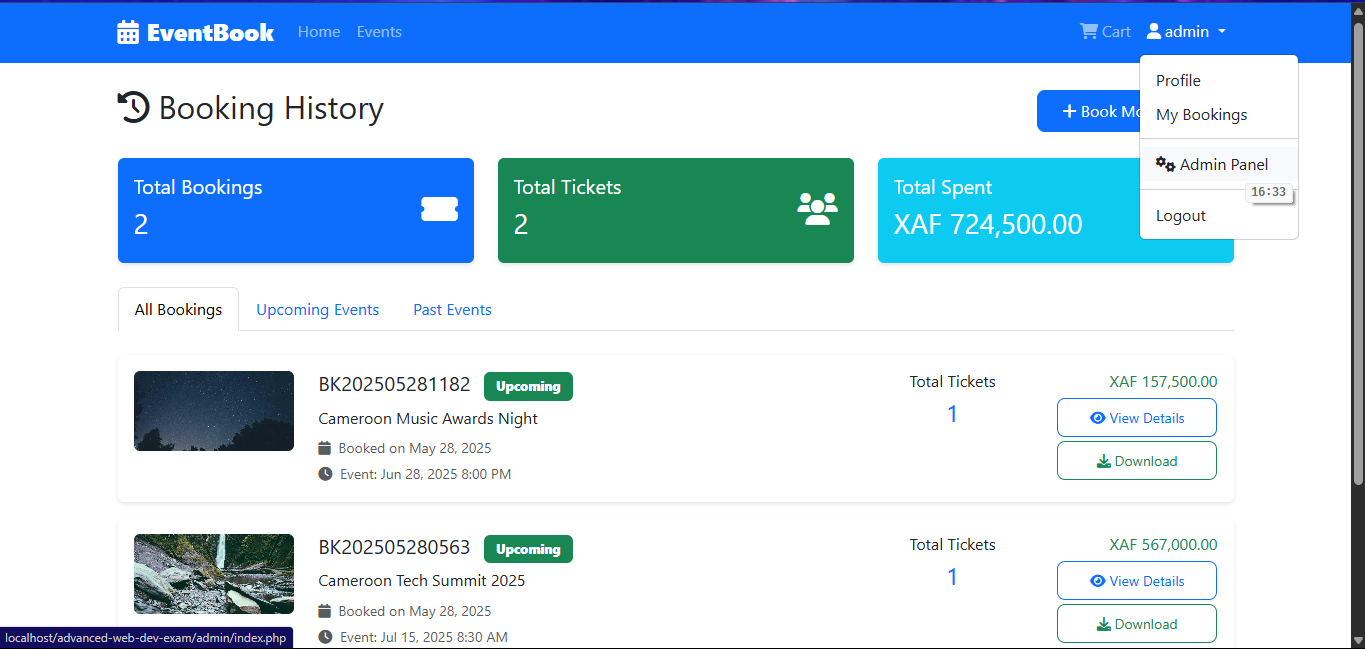 EventBook Home Events Cart admin
Profile
My Bookings
Admin Panel
16:33
Logout
Booking History
Book Mo
Total Bookings
2
Total Tickets
2
Total Spent
XAF 724,500.00
All Bookings Upcoming Events Past Events
BK202505281182 Upcoming
Cameroon Music Awards Night
Booked on May 28, 2025
Event: Jun 28, 2025 8:00 PM
Total Tickets
1
XAF 157,500.00
View Details
Download
BK202505280563 Upcoming
Cameroon Tech Summit 2025
Booked on May 28, 2025
Event: Jul 15, 2025 8:30 AM
Total Tickets
1
XAF 567,000.00
View Details
Download
localhost/advanced-web-dev-exam/admin/index.php